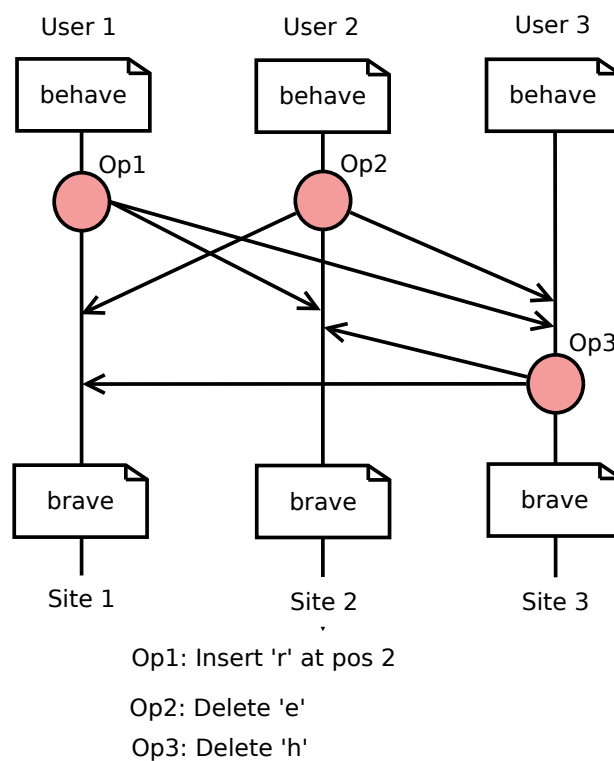 User 1 User 2 User 3
behave behave behave
Op1 Op2
Op3
brave brave brave
Site 1 Site 2 Site 3
Op1: Insert 'r' at pos 2
Op2: Delete 'e'
Op3: Delete 'h'